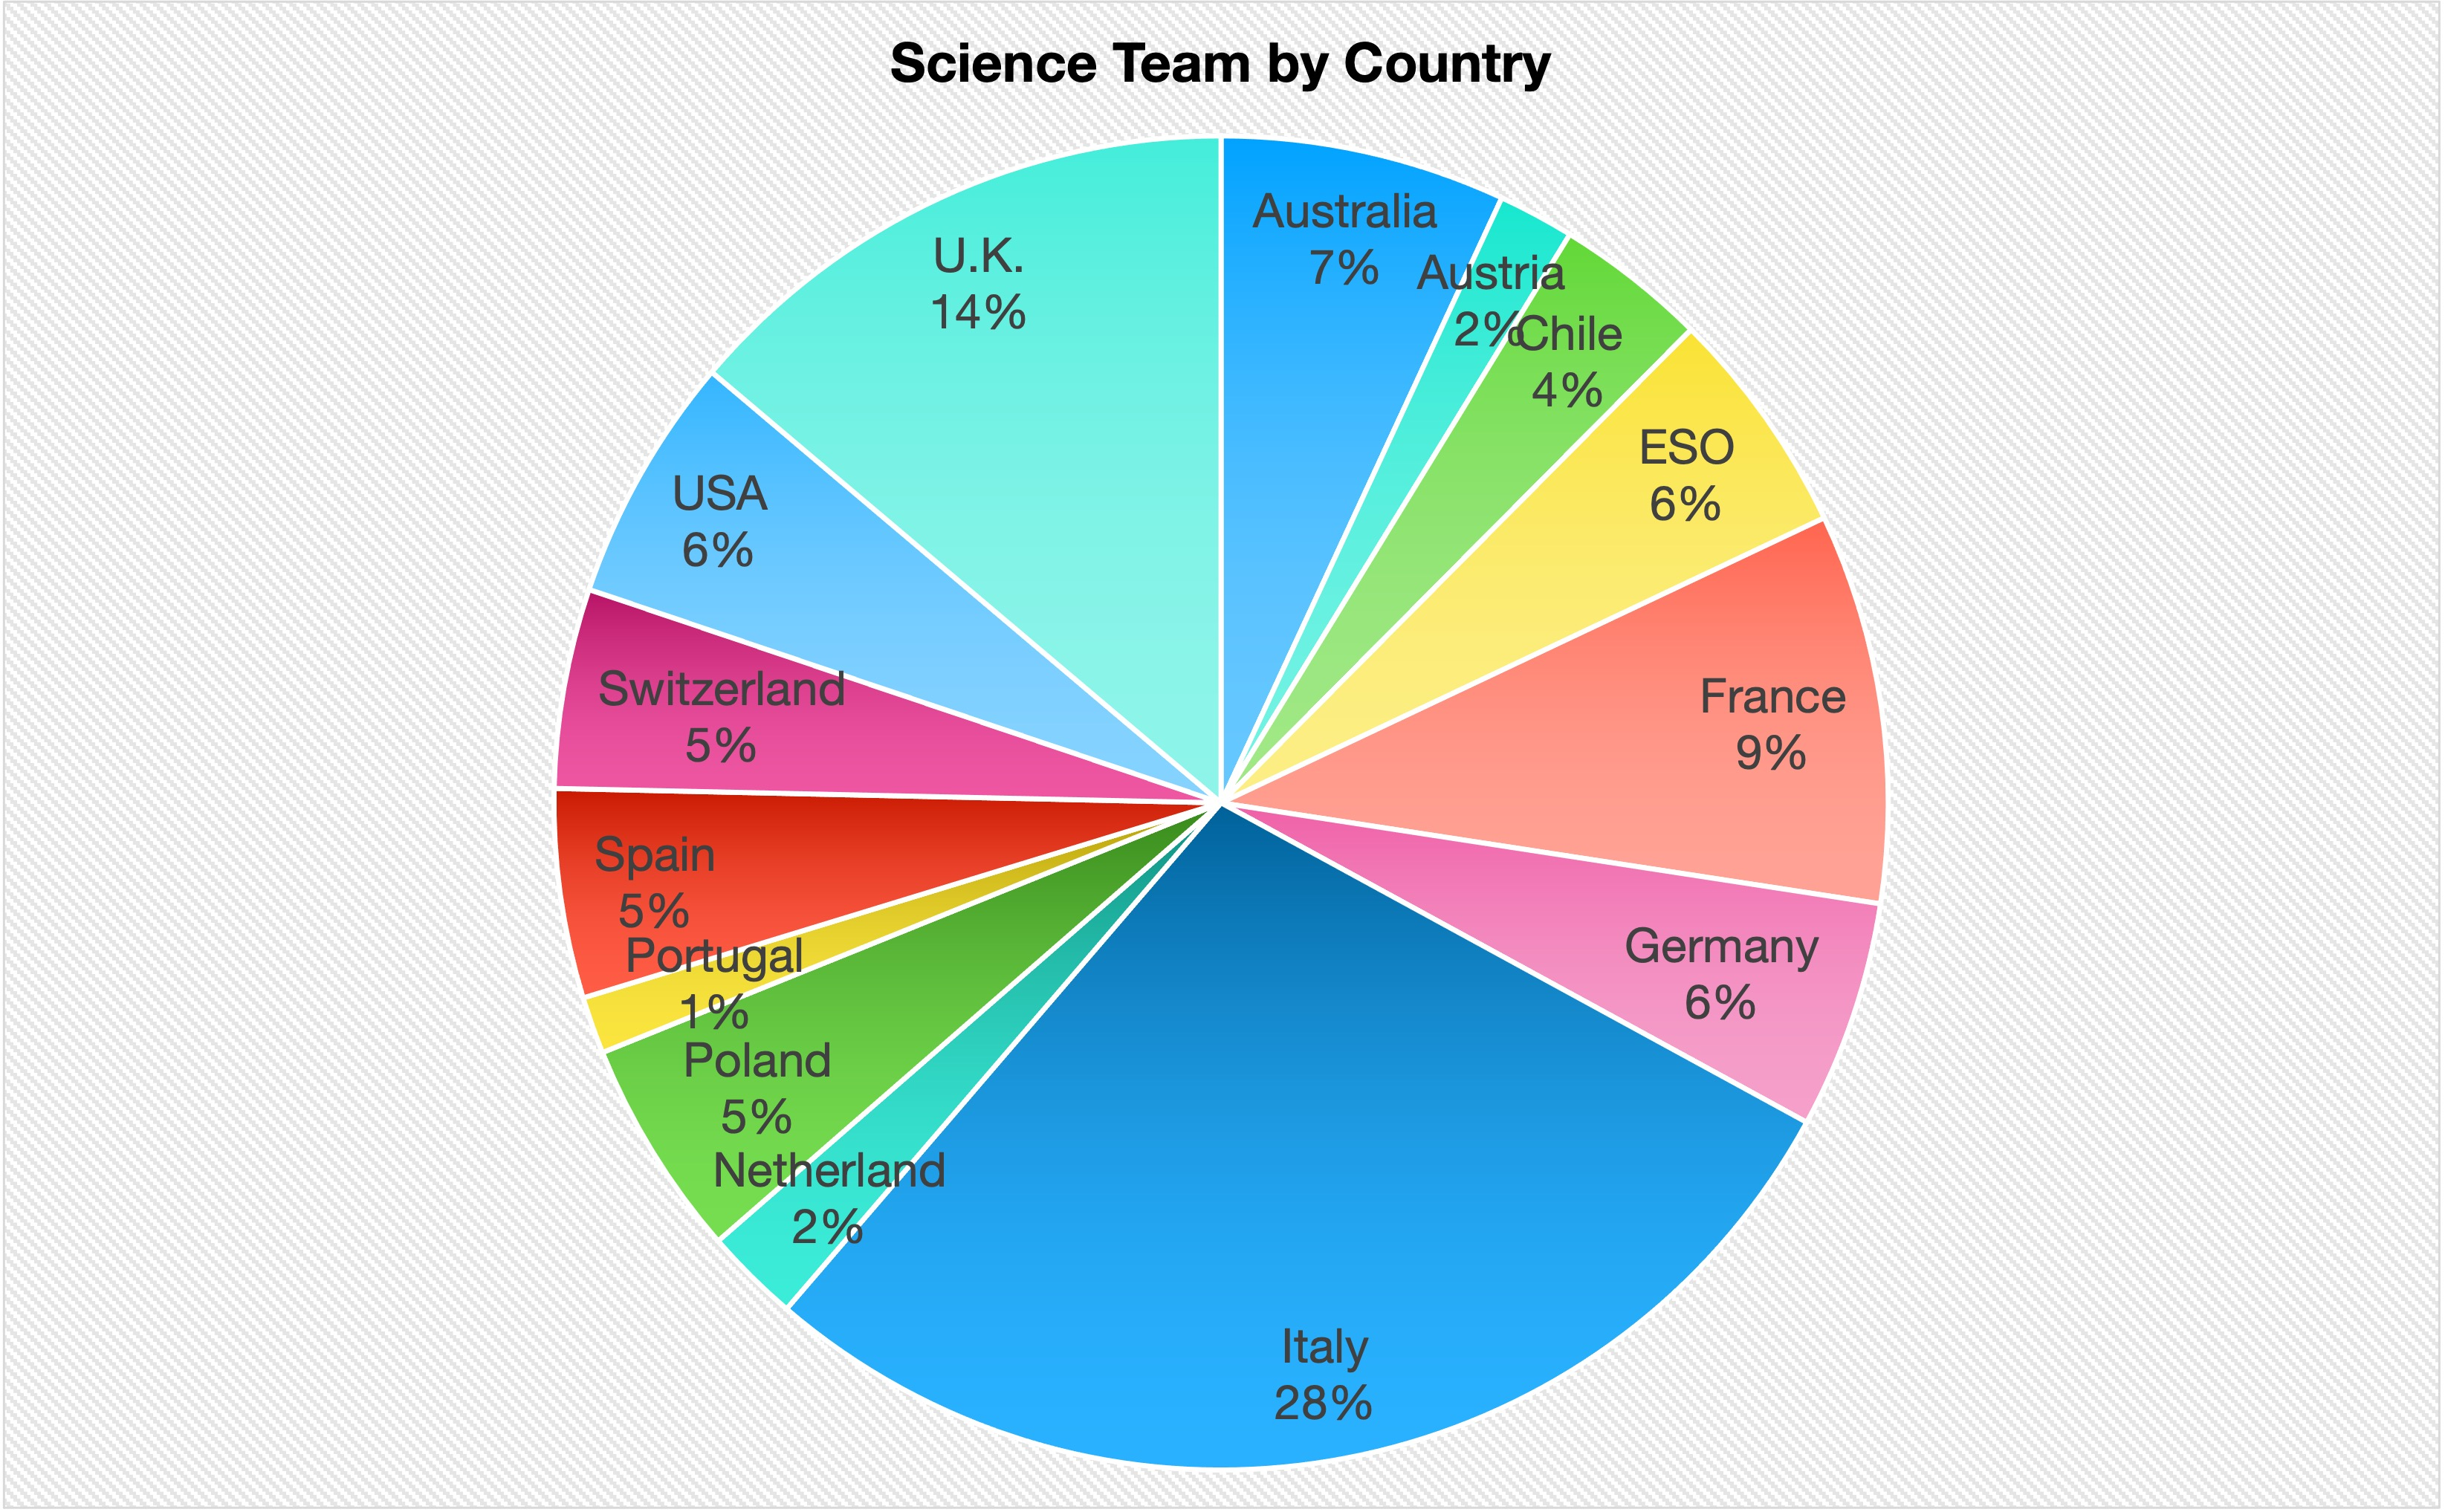 Science Team by Country
Australia
7%
Austria
2%
Chile
4%
ESO
6%
France
9%
Germany
6%
Italy
28%
Netherland
2%
Poland
5%
Portugal
1%
Spain
5%
Switzerland
5%
USA
6%
U.K.
14%